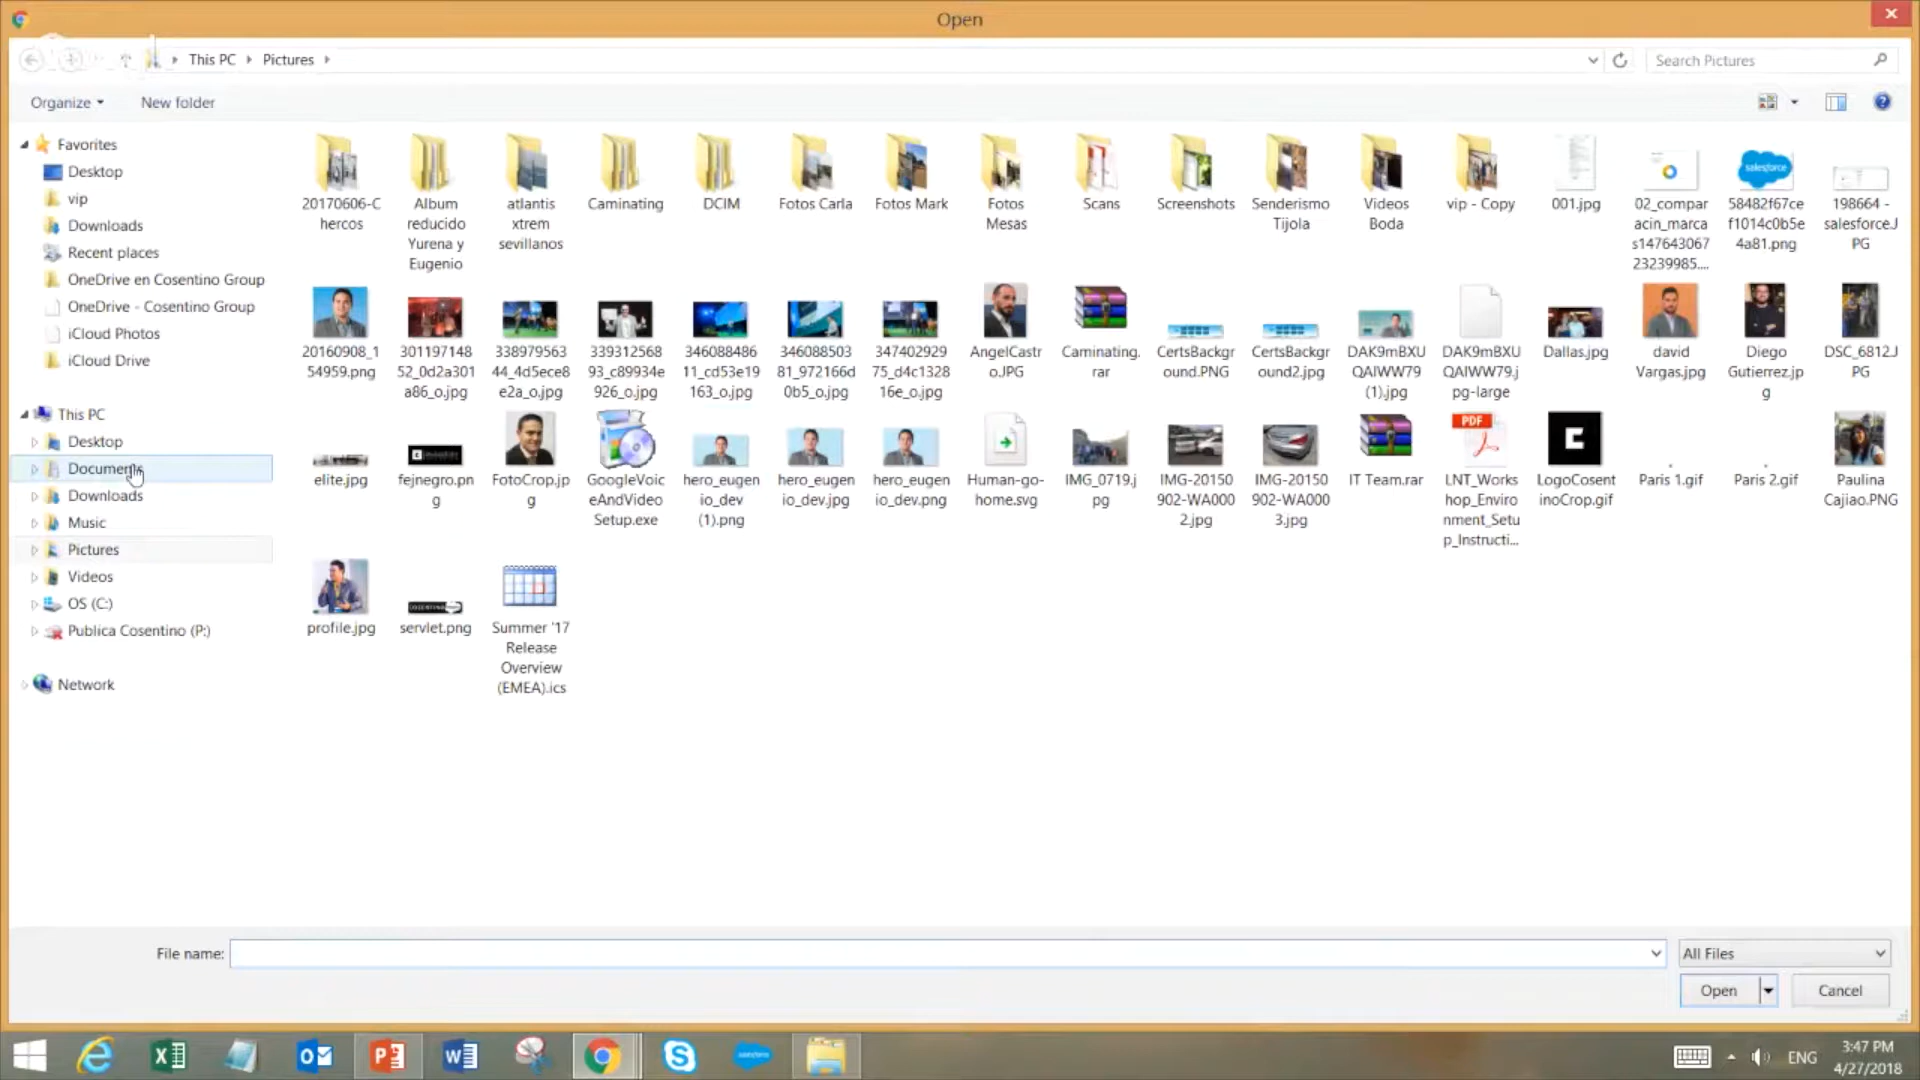 Open
This PC
Pictures
Search Pictures
Organize
New folder
Favorites
Desktop
vip
Downloads
Recent places
OneDrive en Cosentino Group
OneDrive - Cosentino Group
iCloud Photos
iCloud Drive
This PC
Desktop
Documents
Downloads
Music
Pictures
Videos
OS (C:)
Publica Cosentino (P:)
Network
20170606-C
hercos
Album
reducido
Yurena y
Eugenio
atlantis
xtrem
sevillanos
Caminating
DCIM
Fotos Carla
Fotos Mark
Fotos
Mesas
Scans
Screenshots
Senderismo
Tijola
Videos
Boda
vip - Copy
001.jpg
02_compar
acin_marca
s147643067
23239985....
salesforce
58482f67ce
f1014c0b5e
4a81.png
198664 -
salesforce.J
PG
20160908_1
54959.png
301197148
52_0d2a301
a86_o.jpg
338979563
44_4d5ece8
e2a_o.jpg
339312568
93_c89934e
926_o.jpg
346088486
11_cd53e19
163_o.jpg
346088503
81_972166d
0b5_o.jpg
347402929
75_d4c1328
16e_o.jpg
AngelCastr
o.JPG
Caminating.
rar
CertsBackgr
ound.PNG
CertsBackgr
ound2.jpg
DAK9mBXU
QAIWW79
(1).jpg
DAK9mBXU
QAIWW79.j
pg-large
Dallas.jpg
david
Vargas.jpg
Diego
Gutierrez.jp
g
DSC_6812.J
PG
elite.jpg
fejnegro.pn
g
FotoCrop.jp
g
GoogleVoic
eAndVideo
Setup.exe
hero_eugen
io_dev
(1).png
hero_eugen
io_dev.jpg
hero_eugen
io_dev.png
Human-go-
home.svg
IMG_0719.j
pg
IMG-20150
902-WA000
2.jpg
IMG-20150
902-WA000
3.jpg
IT Team.rar
PDF
LNT_Works
hop_Enviro
nment_Setu
p_Instructi...
LogoCosent
inoCrop.gif
Paris 1.gif
Paris 2.gif
Paulina
Cajiao.PNG
profile.jpg
servlet.png
Summer '17
Release
Overview
(EMEA).ics
File name:
All Files
Open
Cancel
ENG
3:47 PM
4/27/2018